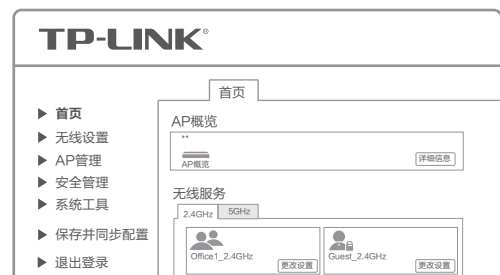 TP-LINK®
首页
首页
无线设置
AP管理
安全管理
系统工具
保存并同步配置
退出登录
AP概览
AP概览
详细信息
无线服务
2.4GHz 5GHz
Office1_2.4GHz
更改设置
Guest_2.4GHz
更改设置